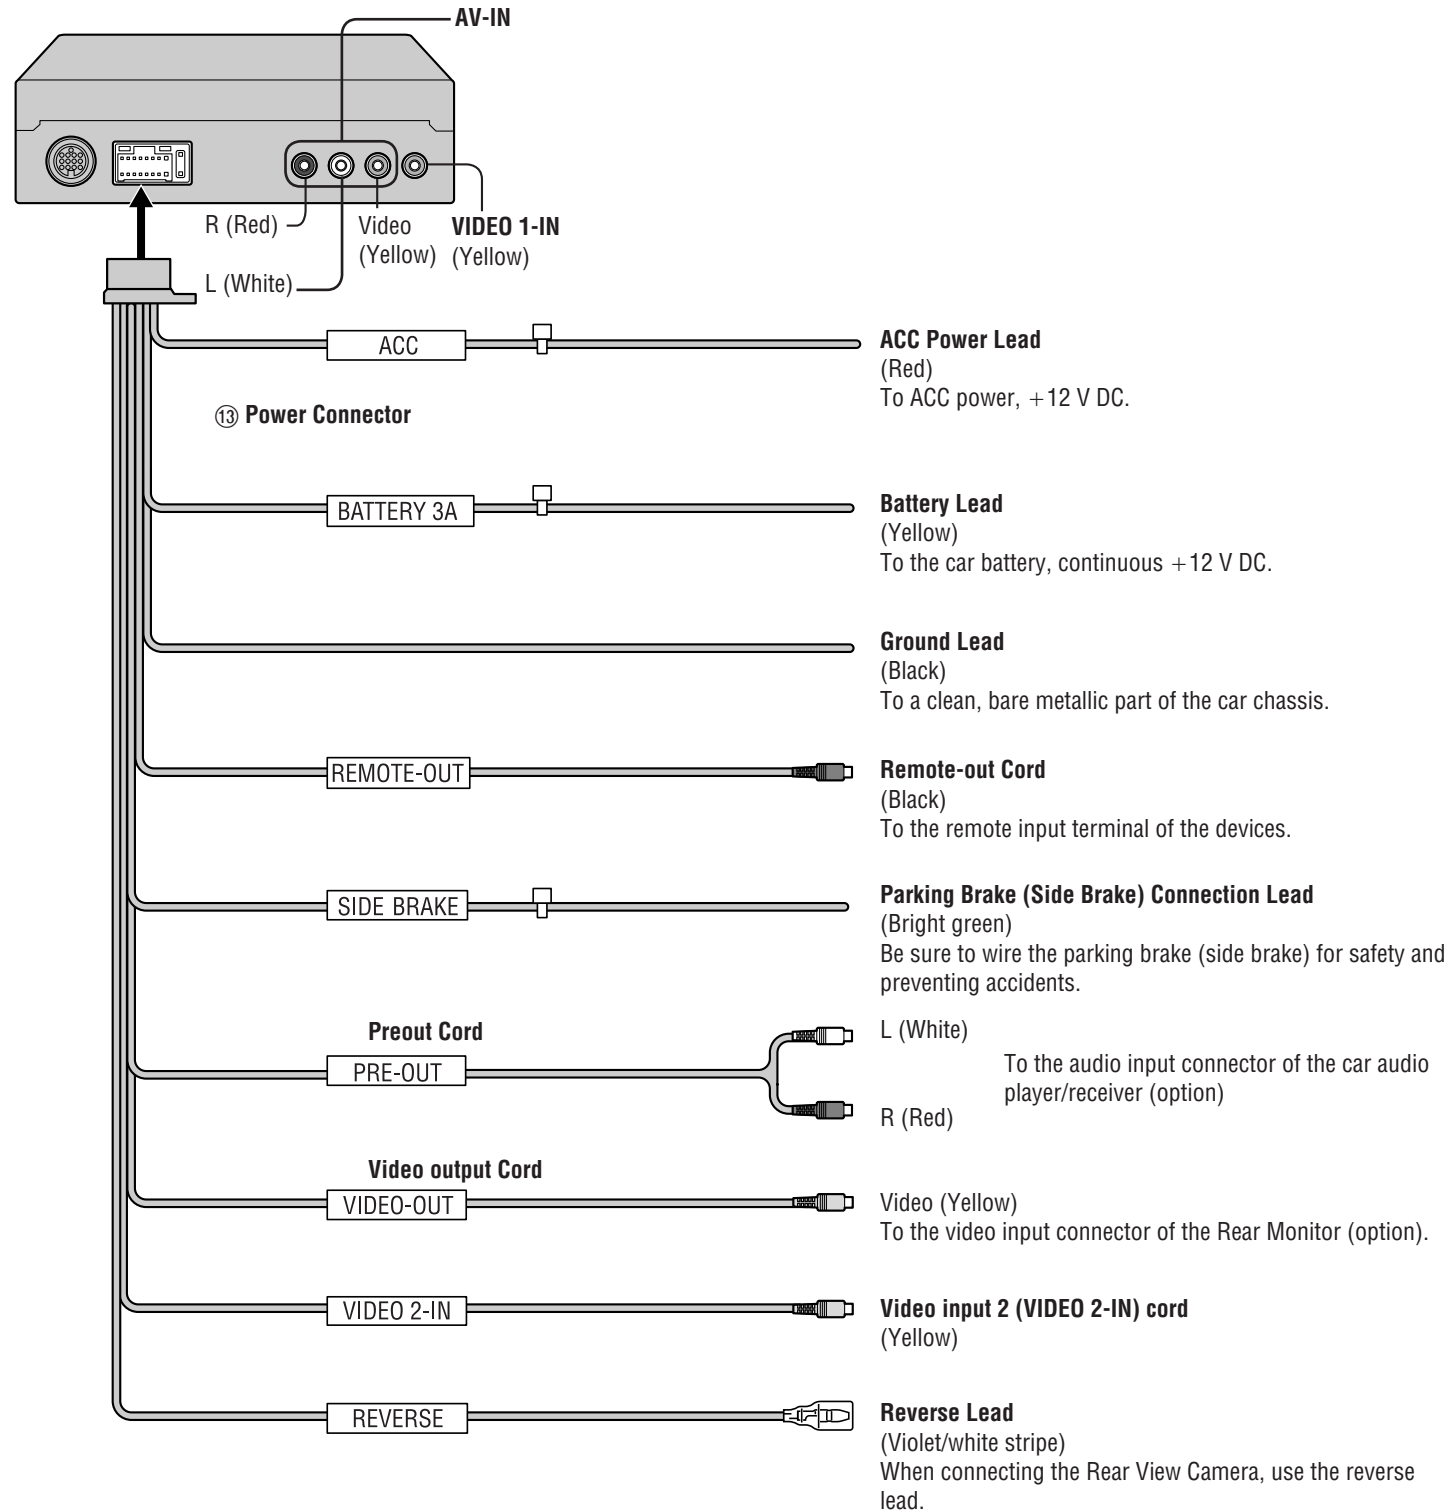 AV-IN
R (Red)
Video
(Yellow)
VIDEO 1-IN
(Yellow)
L (White)
ACC
ACC Power Lead
(Red)
To ACC power, +12 V DC.
⑬ Power Connector
BATTERY 3A
Battery Lead
(Yellow)
To the car battery, continuous +12 V DC.
Ground Lead
(Black)
To a clean, bare metallic part of the car chassis.
REMOTE-OUT
Remote-out Cord
(Black)
To the remote input terminal of the devices.
SIDE BRAKE
Parking Brake (Side Brake) Connection Lead
(Bright green)
Be sure to wire the parking brake (side brake) for safety and
preventing accidents.
Preout Cord
PRE-OUT
L (White)
To the audio input connector of the car audio
player/receiver (option)
R (Red)
Video output Cord
VIDEO-OUT
Video (Yellow)
To the video input connector of the Rear Monitor (option).
VIDEO 2-IN
Video input 2 (VIDEO 2-IN) cord
(Yellow)
REVERSE
Reverse Lead
(Violet/white stripe)
When connecting the Rear View Camera, use the reverse
lead.